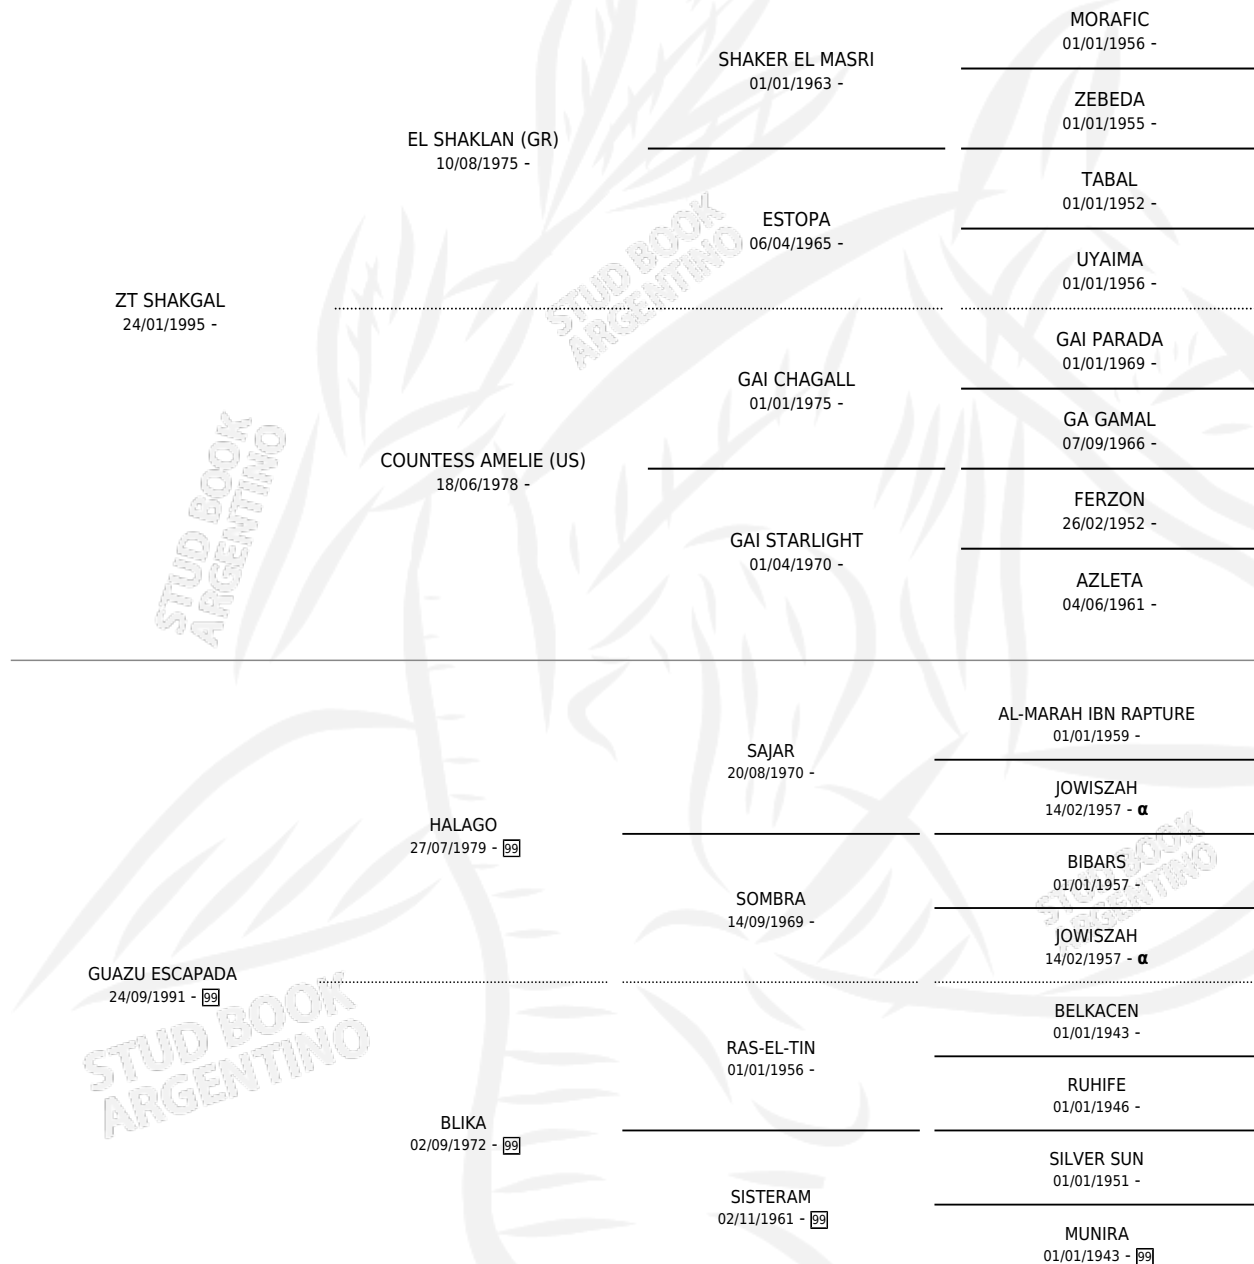 MORAFIC
01/01/1956 -
SHAKER EL MASRI
01/01/1963 -
ZEBEDA
01/01/1955 -
EL SHAKLAN (GR)
10/08/1975 -
TABAL
01/01/1952 -
ESTOPA
06/04/1965 -
UYAIMA
01/01/1956 -
ZT SHAKGAL
24/01/1995 -
STUD BOOK
ARGENTINO
GAI PARADA
01/01/1969 -
GAI CHAGALL
01/01/1975 -
GA GAMAL
07/09/1966 -
COUNTESS AMELIE (US)
18/06/1978 -
FERZON
26/02/1952 -
GAI STARLIGHT
01/04/1970 -
AZLETA
04/06/1961 -
STUD BOOK
ARGENTINO
AL-MARAH IBN RAPTURE
01/01/1959 -
SAJAR
20/08/1970 -
JOWISZAH
14/02/1957 - α
HALAGO
27/07/1979 - 99
BIBARS
01/01/1957 -
SOMBRA
14/09/1969 -
JOWISZAH
14/02/1957 - α
STUD BOOK
ARGENTINO
GUAZU ESCAPADA
24/09/1991 - 99
BELKACEN
01/01/1943 -
RAS-EL-TIN
01/01/1956 -
RUHIFE
01/01/1946 -
BLIKA
02/09/1972 - 99
SILVER SUN
01/01/1951 -
SISTERAM
02/11/1961 - 99
MUNIRA
01/01/1943 - 99
STUD BOOK
ARGENTINO